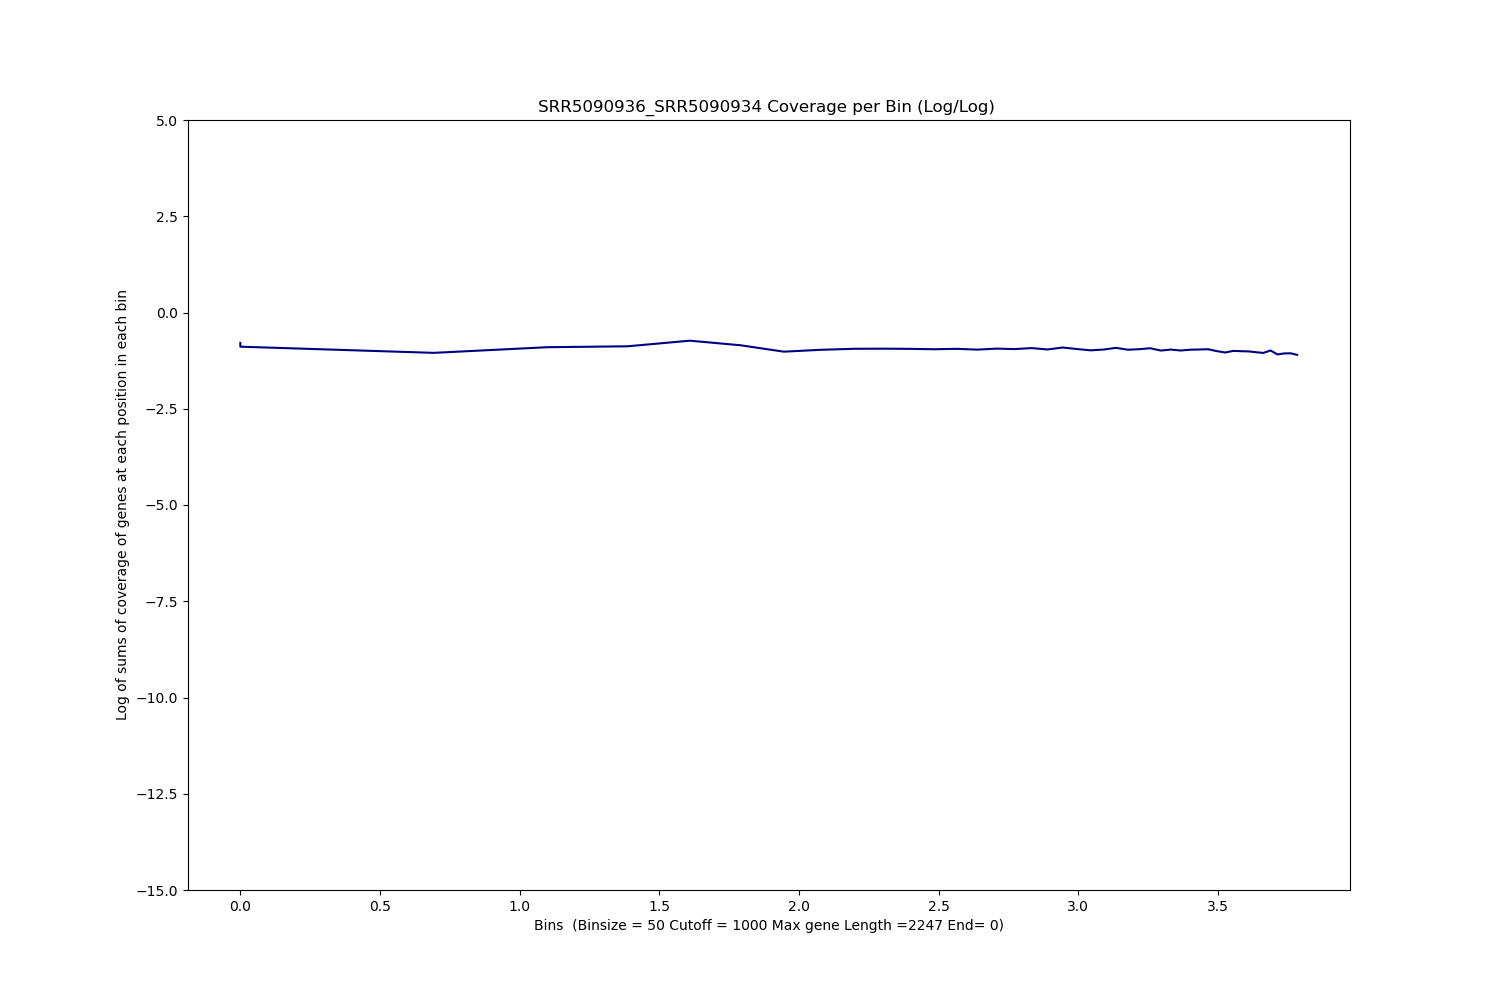 SRR5090936_SRR5090934 Coverage per Bin (Log/Log)
Log of sums of coverage of genes at each position in each bin
5.0
2.5
0.0
−2.5
−5.0
−7.5
−10.0
−12.5
−15.0
0.0 0.5 1.0 1.5 2.0 2.5 3.0 3.5
Bins  (Binsize = 50 Cutoff = 1000 Max gene Length =2247 End= 0)